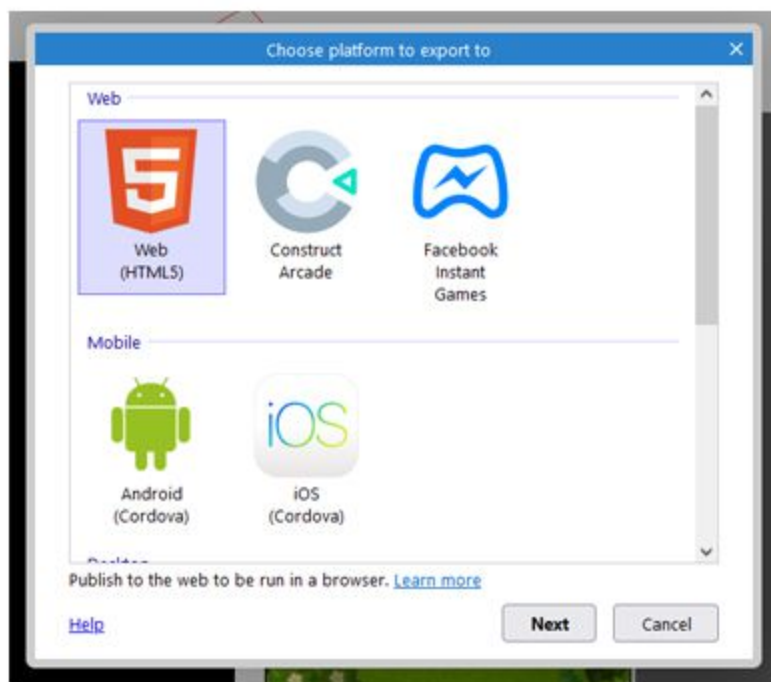 Choose platform to export to
Web
5
Web
(HTML5)
Construct
Arcade
Facebook
Instant
Games
Mobile
iOS
Android
(Cordova)
iOS
(Cordova)
Publish to the web to be run in a browser. Learn more
Help
Next
Cancel